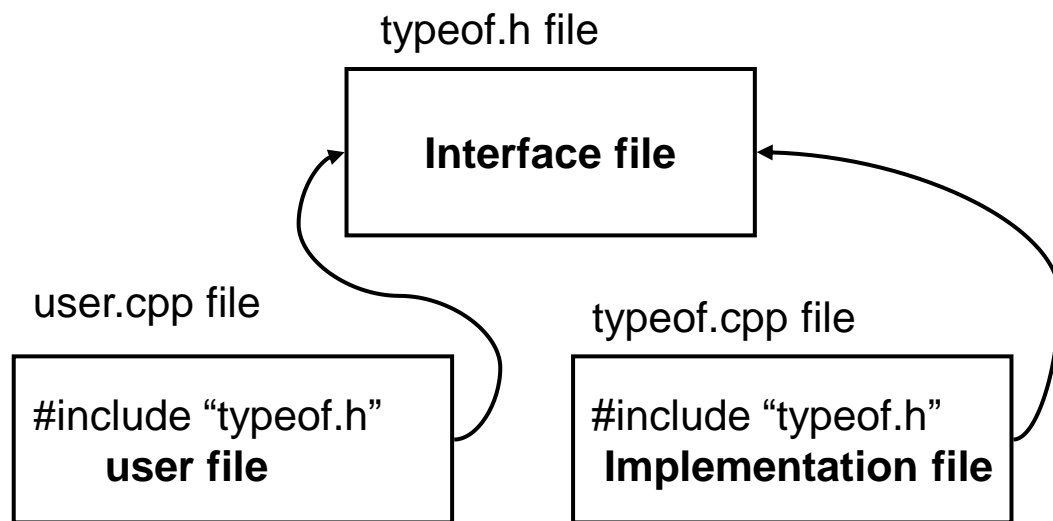 typeof.h file
Interface file
user.cpp file
#include “typeof.h”
user file
typeof.cpp file
#include “typeof.h”
Implementation file